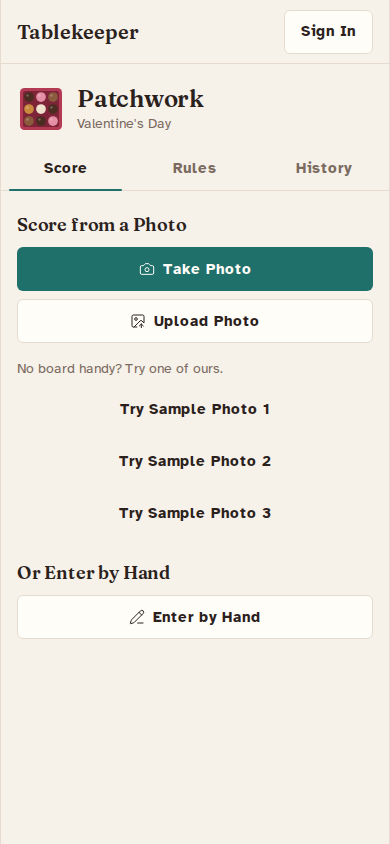 Tablekeeper
Sign In
Patchwork
Valentine's Day
Score
Rules
History
Score from a Photo
Take Photo
Upload Photo
No board handy? Try one of ours.
Try Sample Photo 1
Try Sample Photo 2
Try Sample Photo 3
Or Enter by Hand
Enter by Hand